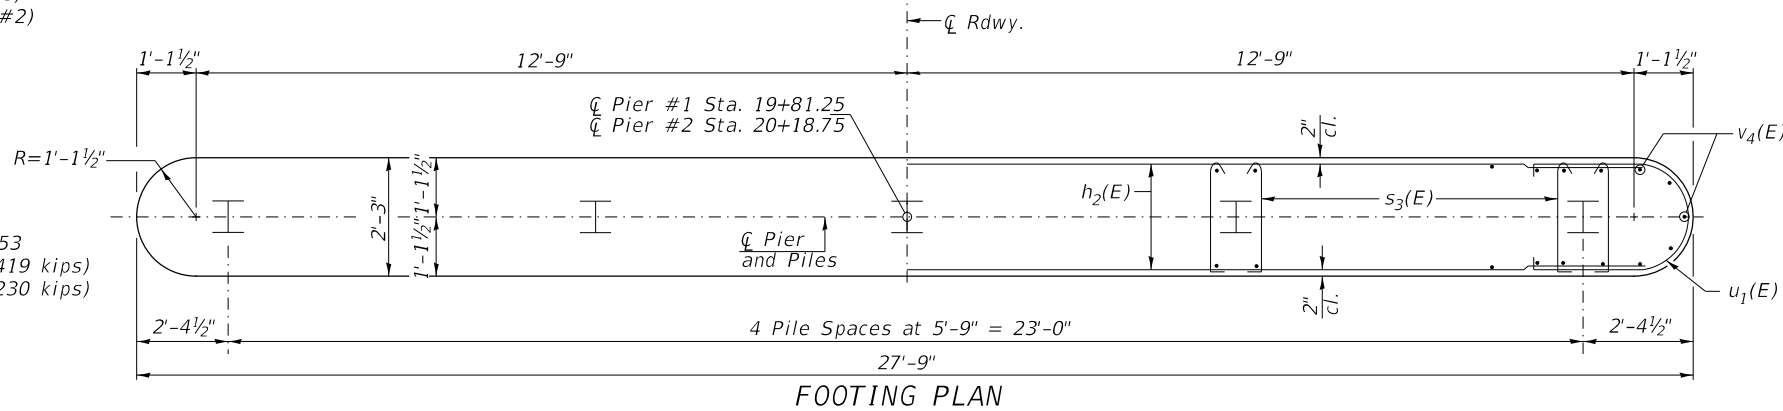 #2)
℄ Rdwy.
1'-1½"
12'-9"
12'-9"
1'-1½"
℄ Pier #1 Sta. 19+81.25
℄ Pier #2 Sta. 20+18.75
2" cl.
v4(E)
R=1'-1½"
2'-3"
1'-1½"
1'-1½"
h2(E)
s3(E)
℄ Pier
and Piles
53
419 kips)
230 kips)
2" cl.
u1(E)
2'-4½"
4 Pile Spaces at 5'-9" = 23'-0"
2'-4½"
27'-9"
FOOTING PLAN